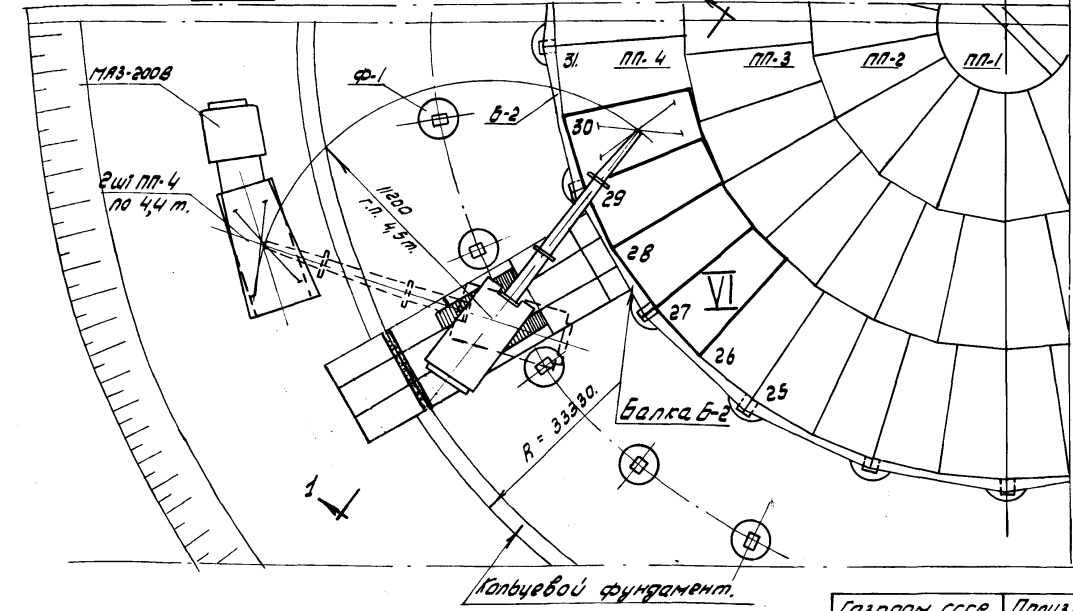 31.
ПП-4
ПП-3
ПП-2
ПП-1
МАЗ-200В
Ф-1
Б-2
30
2шт ПП-4
по 4,4 т.
11200
г.п. 4,5т.
29
28
27
VI
26
25
Балка Б-2
R = 33330.
1
Кольцевой фундамент.
Газпром СССР